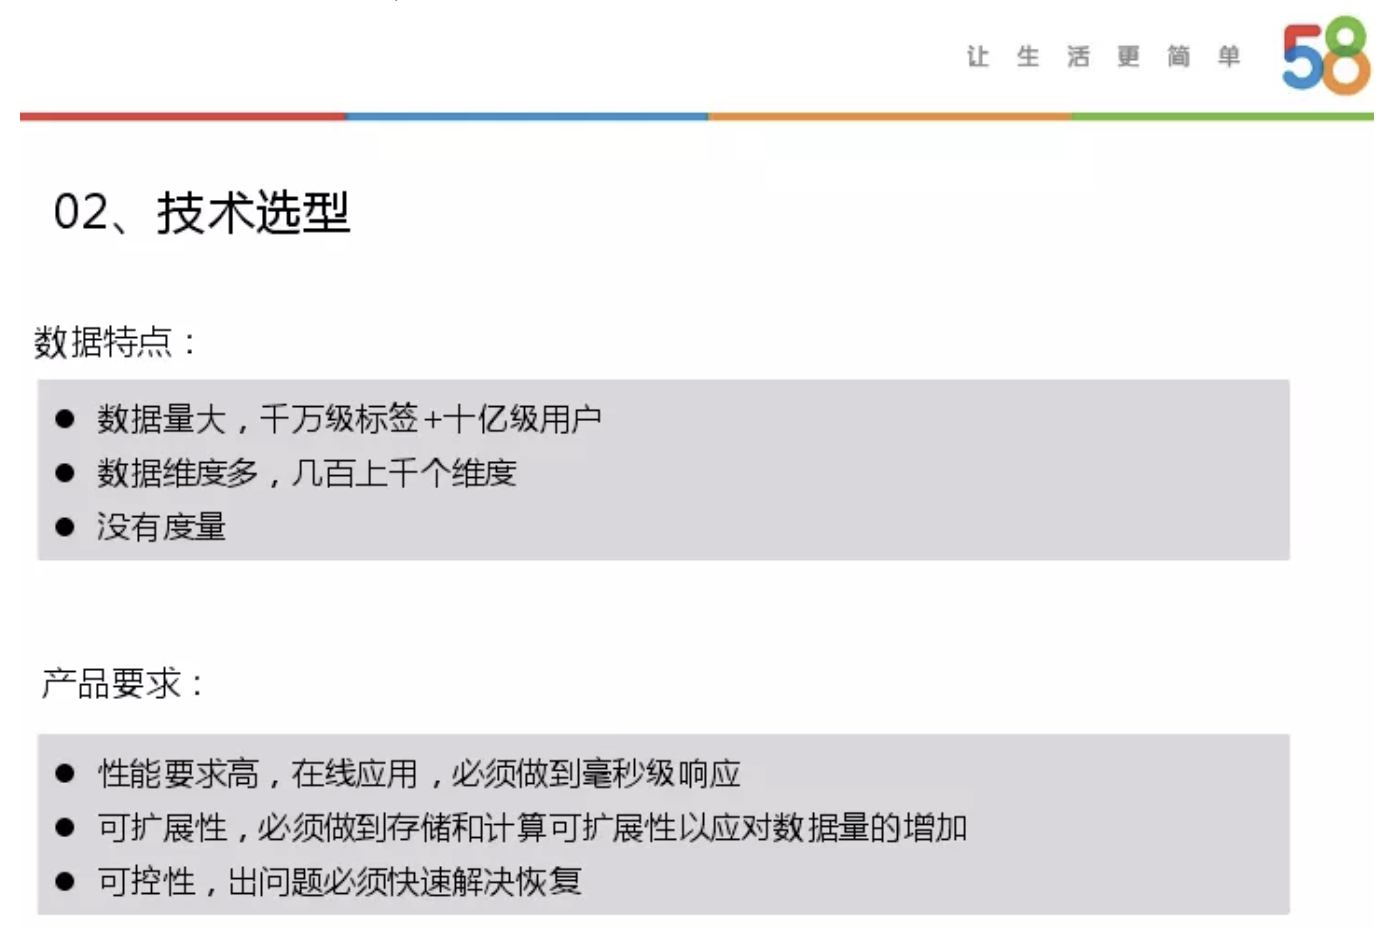 让生活更简单 58
02、技术选型
数据特点：
● 数据量大，千万级标签+十亿级用户
● 数据维度多，几百上千个维度
● 没有度量
产品要求：
● 性能要求高，在线应用，必须做到毫秒级响应
● 可扩展性，必须做到存储和计算可扩展性以应对数据量的增加
● 可控性，出问题必须快速解决恢复